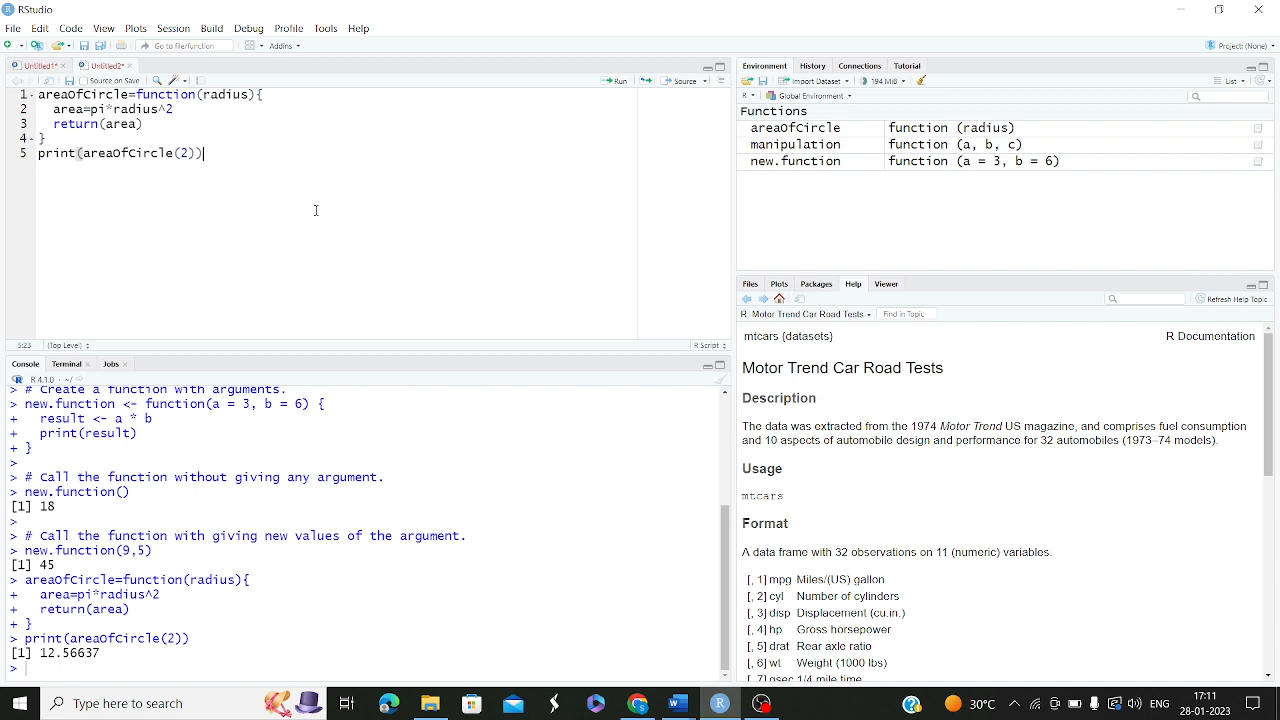 RStudio
File Edit Code View Plots Session Build Debug Profile Tools Help
Go to file/function Addins Project: (None)
Untitled1* Untitled2*
Source on Save Run Source
1 areaOfCircle=function(radius){
2 area=pi*radius^2
3 return(area)
4 }
5 print(areaOfCircle(2))
5:23 (Top Level) R Script
Console Terminal Jobs
R 4.1.0 · ~/
> # Create a function with arguments.
> new.function <- function(a = 3, b = 6) {
+ result <- a * b
+ print(result)
+ }
>
> # Call the function without giving any argument.
> new.function()
[1] 18
>
> # Call the function with giving new values of the argument.
> new.function(9,5)
[1] 45
> areaOfCircle=function(radius){
+ area=pi*radius^2
+ return(area)
+ }
> print(areaOfCircle(2))
[1] 12.56637
>
Environment History Connections Tutorial
Import Dataset 194 MiB List
R Global Environment
Functions
areaOfCircle function (radius)
manipulation function (a, b, c)
new.function function (a = 3, b = 6)
Files Plots Packages Help Viewer
Refresh Help Topic
R: Motor Trend Car Road Tests Find in Topic
mtcars {datasets} R Documentation
Motor Trend Car Road Tests
Description
The data was extracted from the 1974 Motor Trend US magazine, and comprises fuel consumption
and 10 aspects of automobile design and performance for 32 automobiles (1973–74 models).
Usage
mtcars
Format
A data frame with 32 observations on 11 (numeric) variables.
[, 1] mpg Miles/(US) gallon
[, 2] cyl Number of cylinders
[, 3] disp Displacement (cu.in.)
[, 4] hp Gross horsepower
[, 5] drat Rear axle ratio
[, 6] wt Weight (1000 lbs)
[, 7] qsec 1/4 mile time
Type here to search
30°C ENG
17:11
28-01-2023